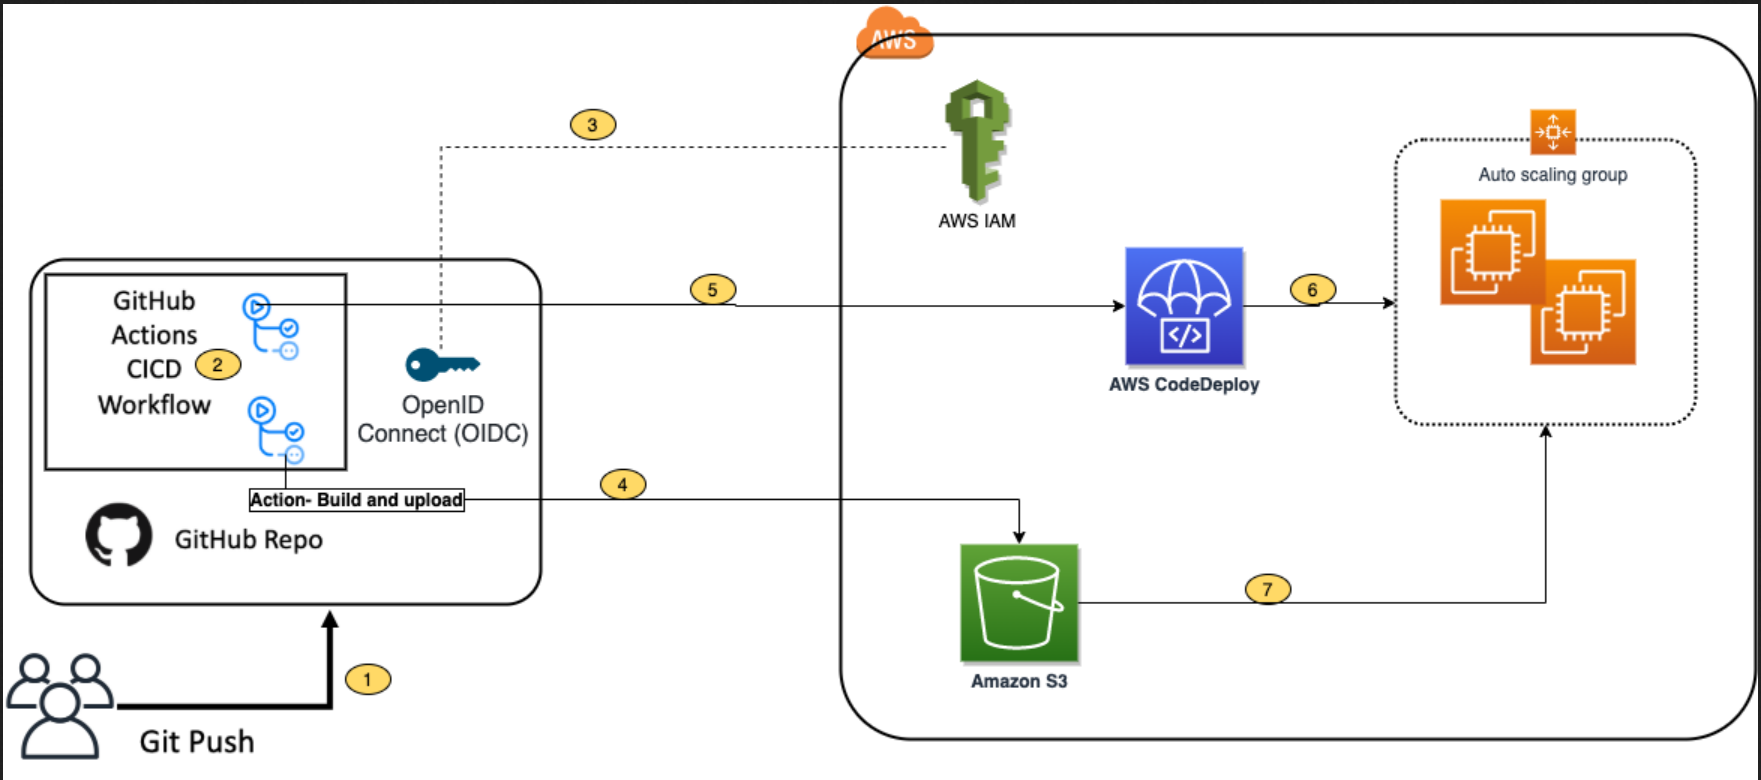 AWS
3
AWS IAM
Auto scaling group
GitHub
Actions
CICD
Workflow
2
OpenID
Connect (OIDC)
5
AWS CodeDeploy
6
Action- Build and upload
4
GitHub Repo
Amazon S3
7
1
Git Push